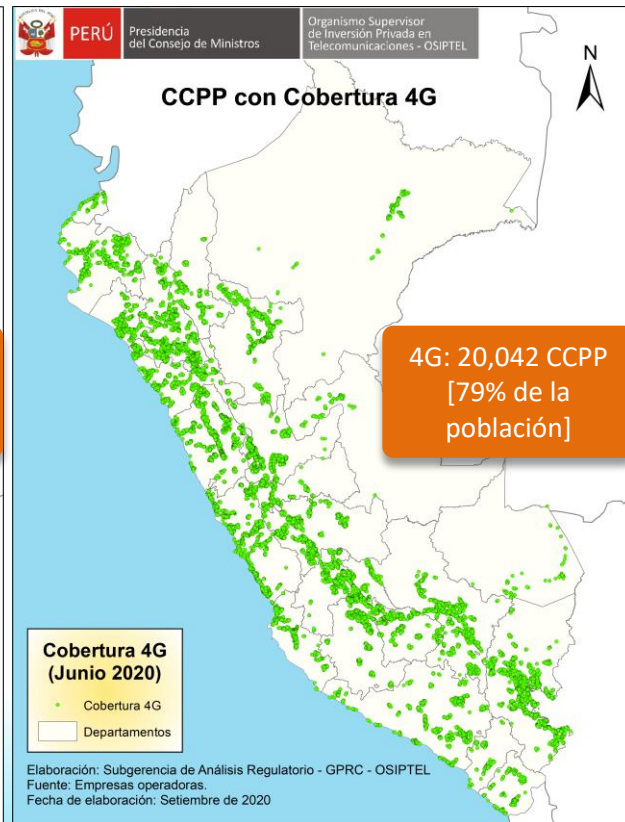 PERÚ
Presidencia
del Consejo de Ministros
Organismo Supervisor
de Inversión Privada en
Telecomunicaciones - OSIPTEL
N
CCPP con Cobertura 4G
4G: 20,042 CCPP
[79% de la
población]
Cobertura 4G
(Junio 2020)
Cobertura 4G
Departamentos
Elaboración: Subgerencia de Análisis Regulatorio - GPRC - OSIPTEL
Fuente: Empresas operadoras.
Fecha de elaboración: Setiembre de 2020